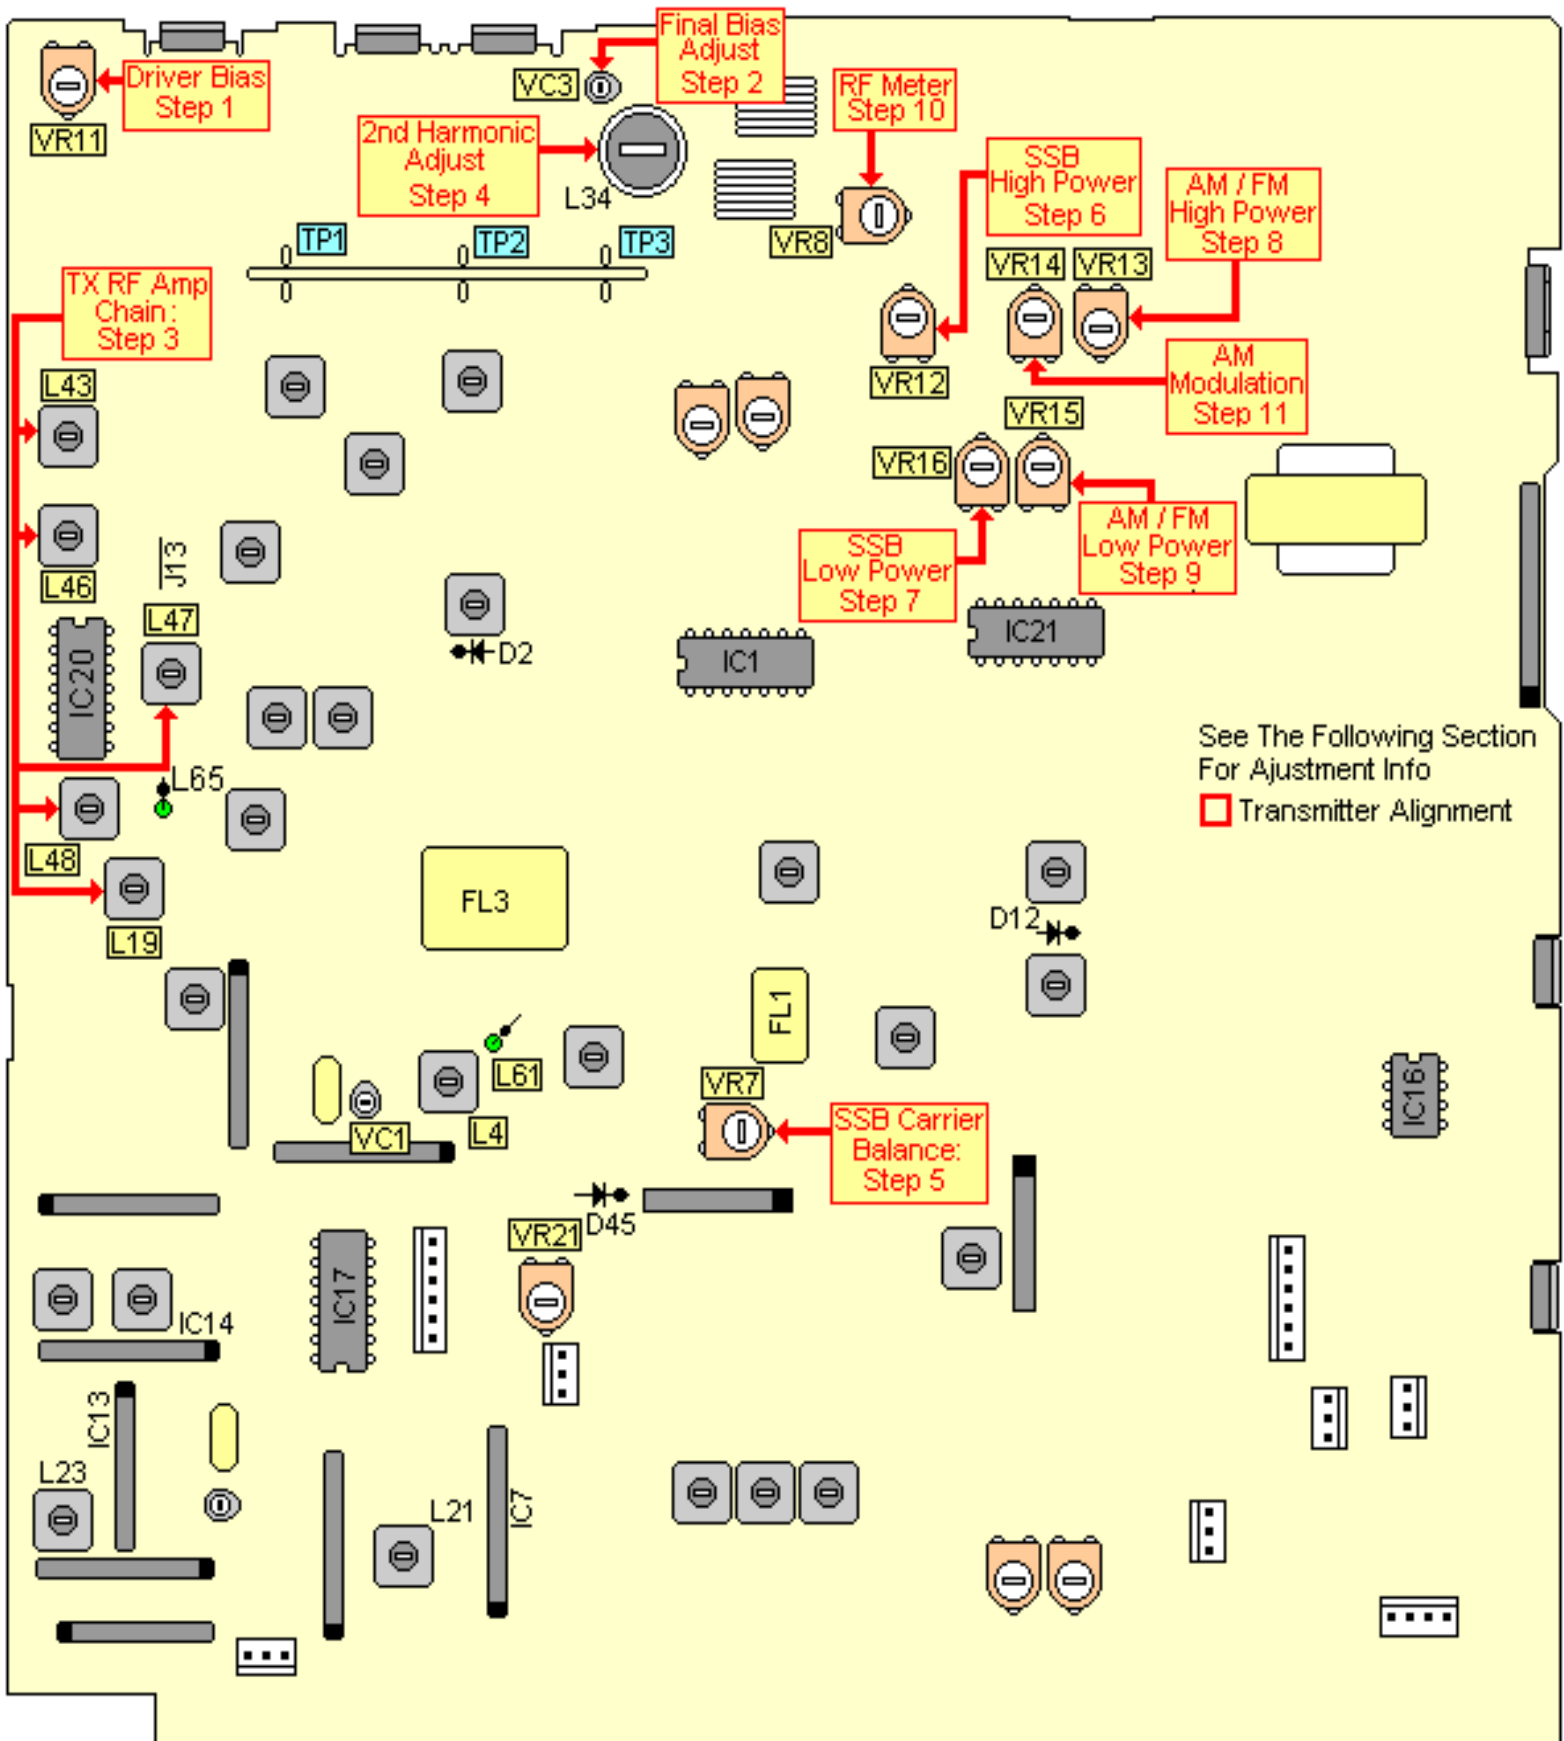 Final Bias
Adjust
Step 2
Driver Bias
Step 1
VR11
VC3
RF Meter
Step 10
2nd Harmonic
Adjust
Step 4
L34
SSB
High Power
Step 6
AM / FM
High Power
Step 8
TP1
TP2
TP3
VR8
VR14
VR13
TX RF Amp
Chain:
Step 3
L43
VR12
AM
Modulation
Step 11
VR15
VR16
L46
J13
L47
SSB
Low Power
Step 7
AM / FM
Low Power
Step 9
IC20
D2
IC1
IC21
See The Following Section
For Ajustment Info
Transmitter Alignment
L65
L48
L19
FL3
D12
FL1
L61
VC1
L4
VR7
SSB Carrier
Balance:
Step 5
IC16
D45
VR21
IC17
IC14
IC13
L23
L21
IC7